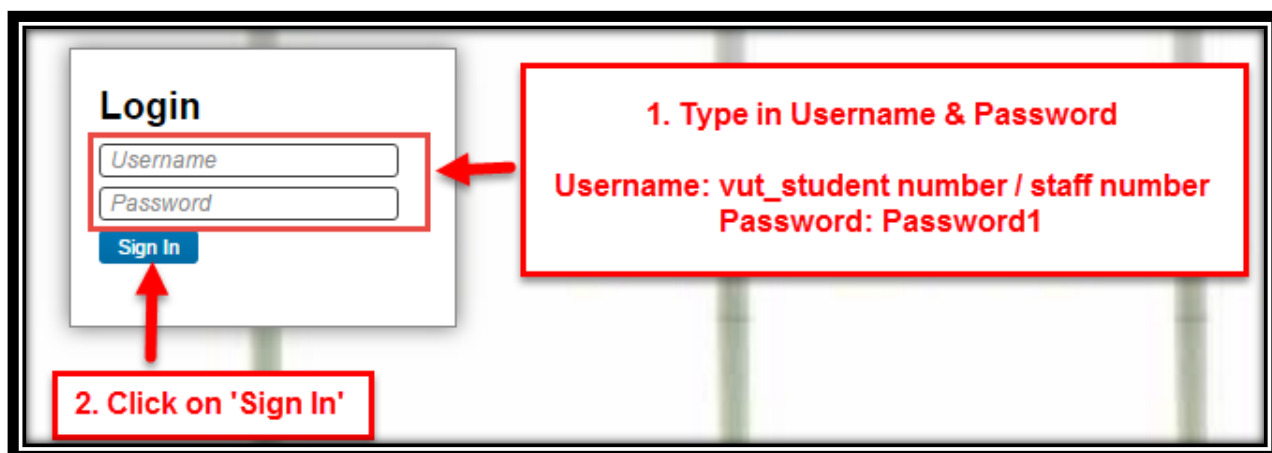 Login
Username
Password
Sign In
1. Type in Username & Password
Username: vut_student number / staff number
Password: Password1
2. Click on 'Sign In'